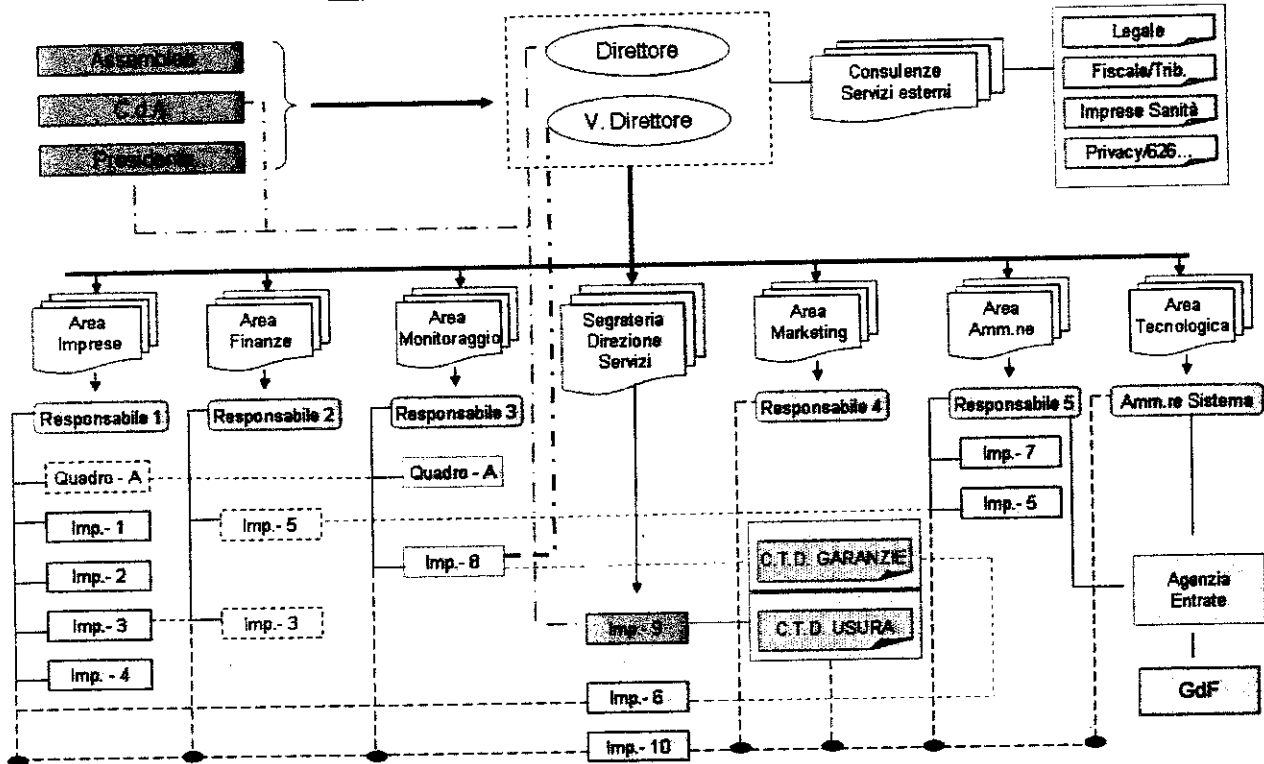 Assemblea
C.d.A
Presidente
Direttore
V. Direttore
Consulenze
Servizi esterni
Legale
Fiscale/Trib.
Imprese Sanità
Privacy/626...
Area
Imprese
Area
Finanze
Area
Monitoraggio
Segrateria
Direzione
Servizi
Area
Marketing
Area
Amm.ne
Area
Tecnologica
Responsabile 1
Responsabile 2
Responsabile 3
Responsabile 4
Responsabile 5
Amm.re Sistema
Quadro - A
Quadro - A
Imp.- 7
Imp.- 1
Imp.- 5
Imp.- 5
Imp.- 2
Imp.- 8
C.T.D. GARANZIE
Agenzia
Entrate
Imp.- 3
Imp.- 3
Imp.- 9
C.T.D. USURA
Imp.- 4
Imp.- 6
GdF
Imp.- 10